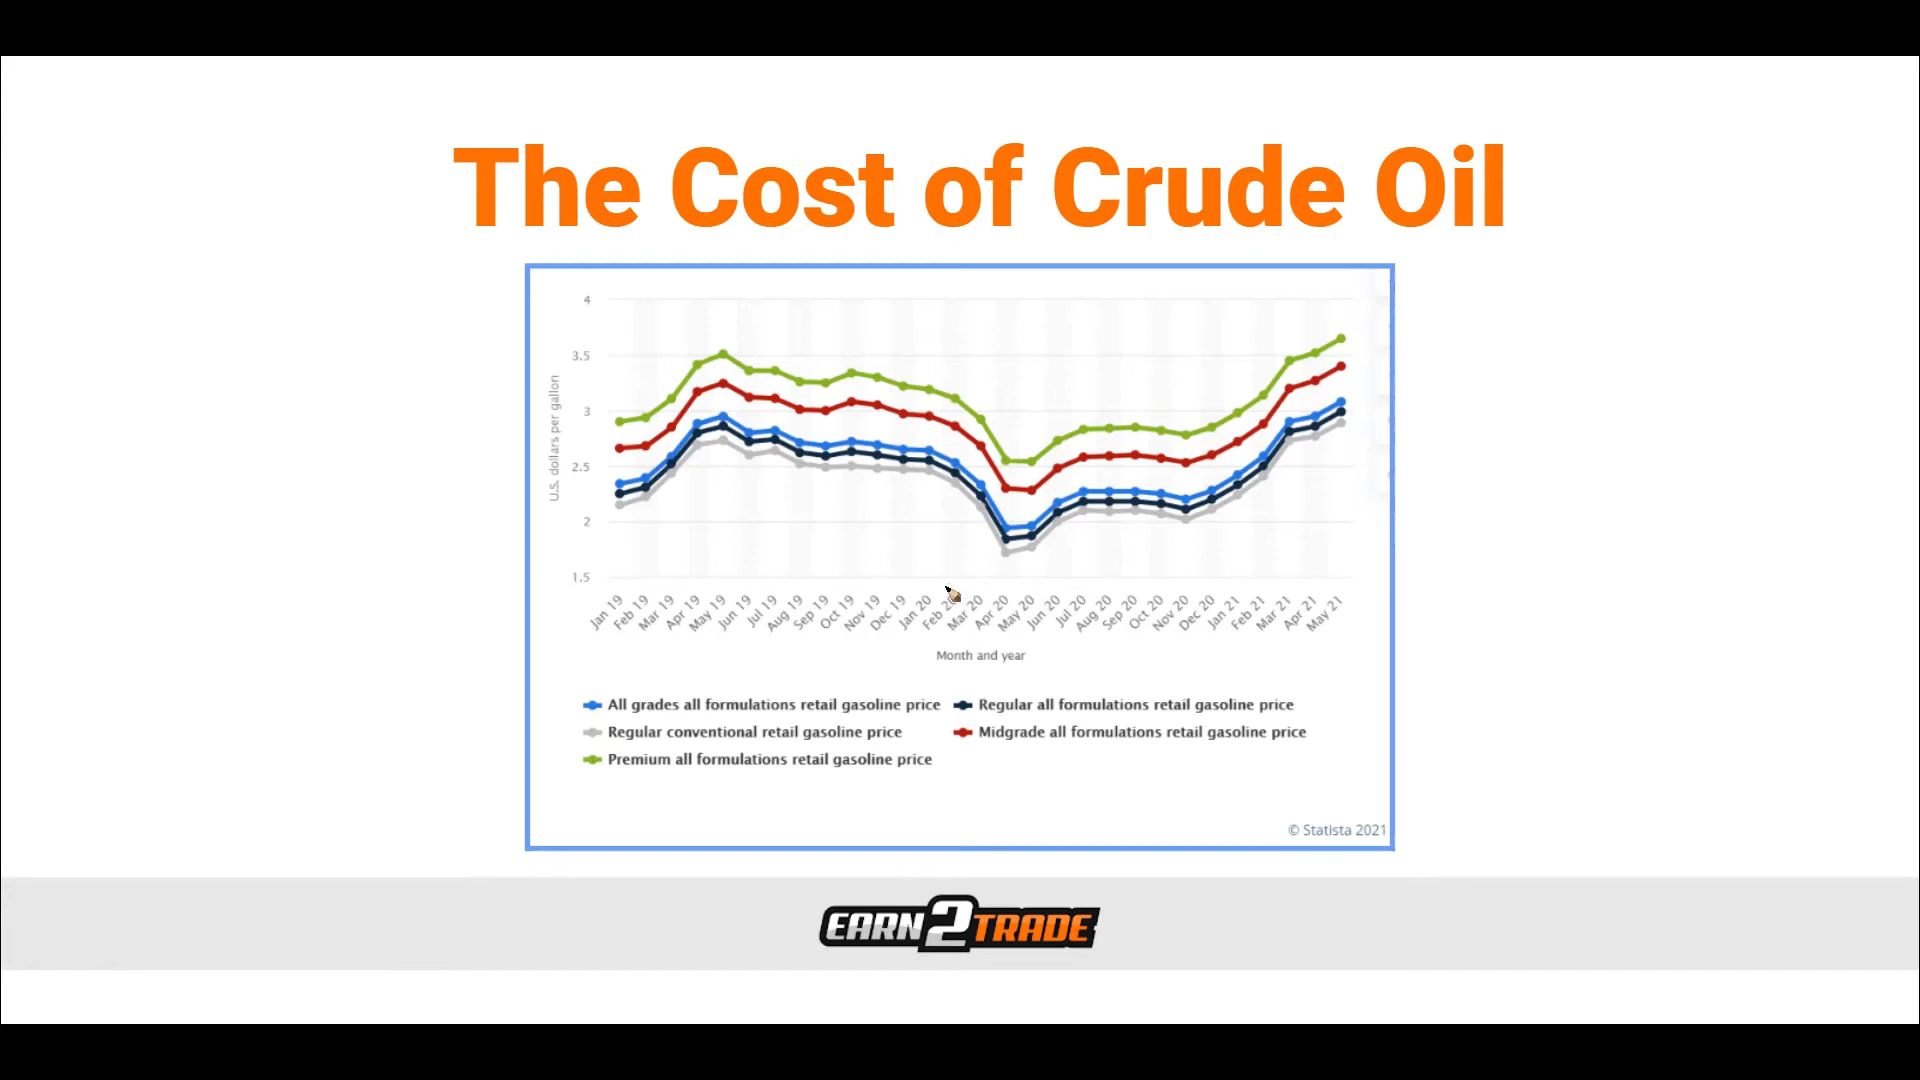 The Cost of Crude Oil
4
3.5
3
2.5
2
1.5
U.S. dollars per gallon
Jan 19
Feb 19
Mar 19
Apr 19
May 19
Jun 19
Jul 19
Aug 19
Sep 19
Oct 19
Nov 19
Dec 19
Jan 20
Feb 20
Mar 20
Apr 20
May 20
Jun 20
Jul 20
Aug 20
Sep 20
Oct 20
Nov 20
Dec 20
Jan 21
Feb 21
Mar 21
Apr 21
May 21
Month and year
All grades all formulations retail gasoline price
Regular all formulations retail gasoline price
Regular conventional retail gasoline price
Midgrade all formulations retail gasoline price
Premium all formulations retail gasoline price
© Statista 2021
EARN2TRADE